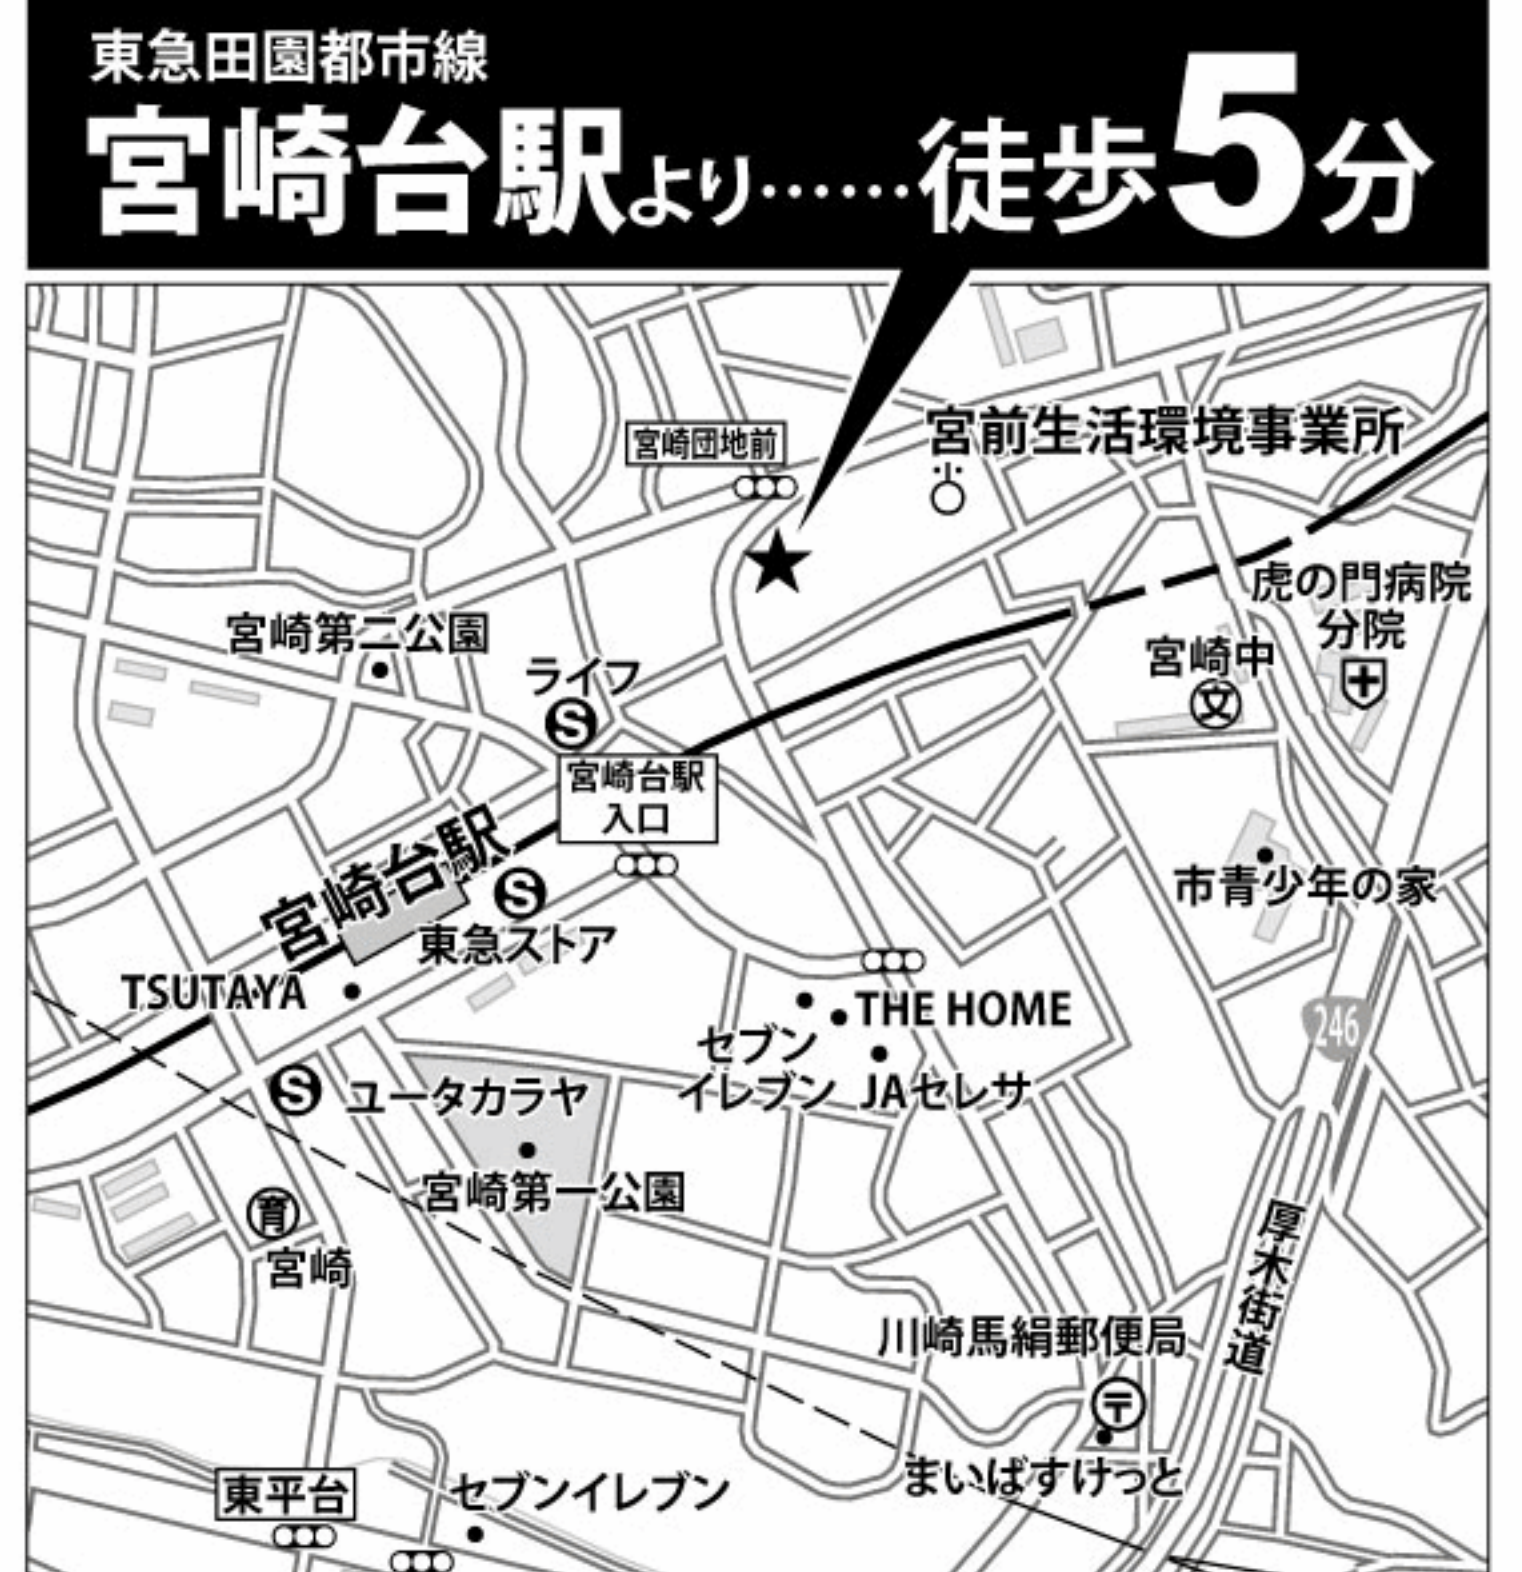 東急田園都市線
宮崎台駅より……徒歩5分
宮崎団地前
宮前生活環境事業所
虎の門病院
分院
宮崎中
文
宮崎第二公園
ライフ
S
宮崎台駅
入口
宮崎台駅
S
東急ストア
市青少年の家
TSUTAYA
THE HOME
セブン
イレブン
JAセレサ
246
S
ユータカラヤ
宮崎第一公園
育
宮崎
厚木街道
川崎馬絹郵便局
〒
まいばすけっと
東平台
セブンイレブン